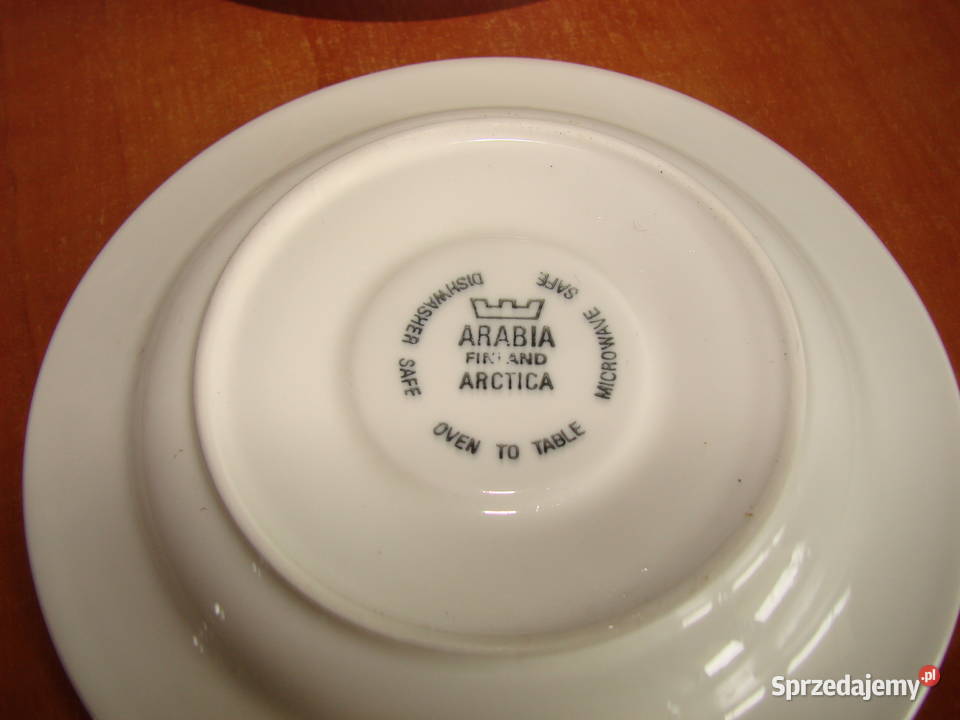 ARABIA
FINLAND
ARCTICA
DISHWASHER SAFE
OVEN TO TABLE
MICROWAVE SAFE
Sprzedajemy.pl